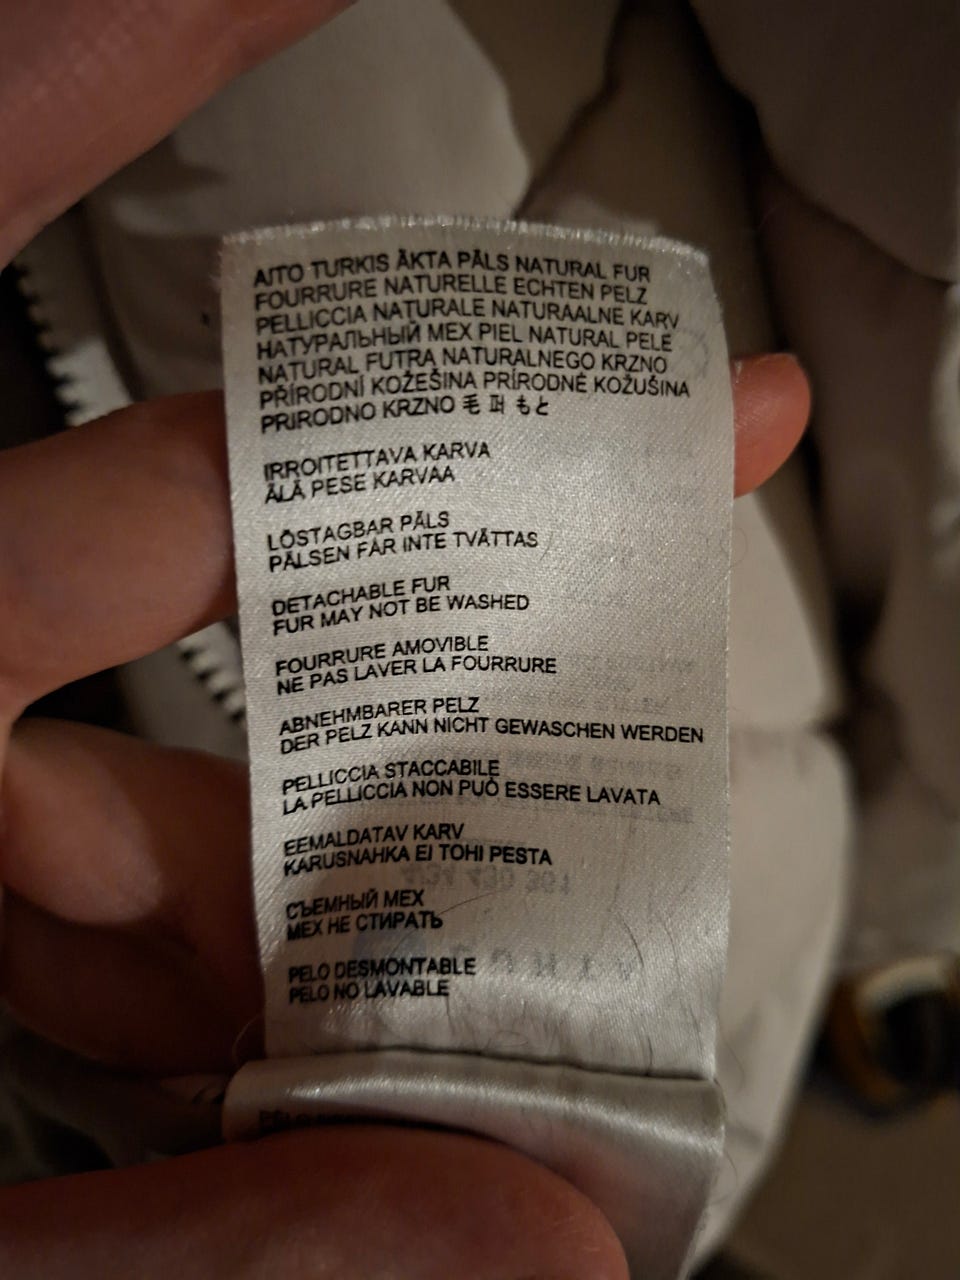 AITO TURKIS ÄKTA PÄLS NATURAL FUR
FOURRURE NATURELLE ECHTEN PELZ
PELLICCIA NATURALE NATURAALNE KARV
НАТУРАЛЬНЫЙ МЕХ PIEL NATURAL PELE
NATURAL FUTRA NATURALNEGO KRZNO
PŘÍRODNÍ KOŽEŠINA PRÍRODNÉ KOŽUŠINA
PRIRODNO KRZNO 毛 퍼 もと
IRROITETTAVA KARVA
ÄLÄ PESE KARVAA
LÖSTAGBAR PÄLS
PÄLSEN FÅR INTE TVÄTTAS
DETACHABLE FUR
FUR MAY NOT BE WASHED
FOURRURE AMOVIBLE
NE PAS LAVER LA FOURRURE
ABNEHMBARER PELZ
DER PELZ KANN NICHT GEWASCHEN WERDEN
PELLICCIA STACCABILE
LA PELLICCIA NON PUÒ ESSERE LAVATA
EEMALDATAV KARV
KARUSNAHKA EI TOHI PESTA
СЪЕМНЫЙ МЕХ
МЕХ НЕ СТИРАТЬ
PELO DESMONTABLE
PELO NO LAVABLE